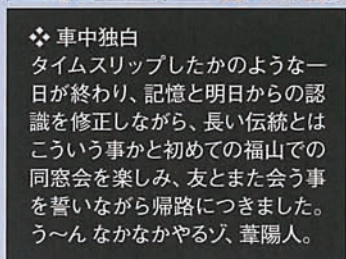 ❖ 車中独白
タイムスリップしたかのような一
日が終わり、記憶と明日からの認
識を修正しながら、長い伝統とは
こういう事かと初めての福山での
同窓会を楽しみ、友とまた会う事
を誓いながら帰路につきました。
う〜ん なかなかやるゾ、葦陽人。